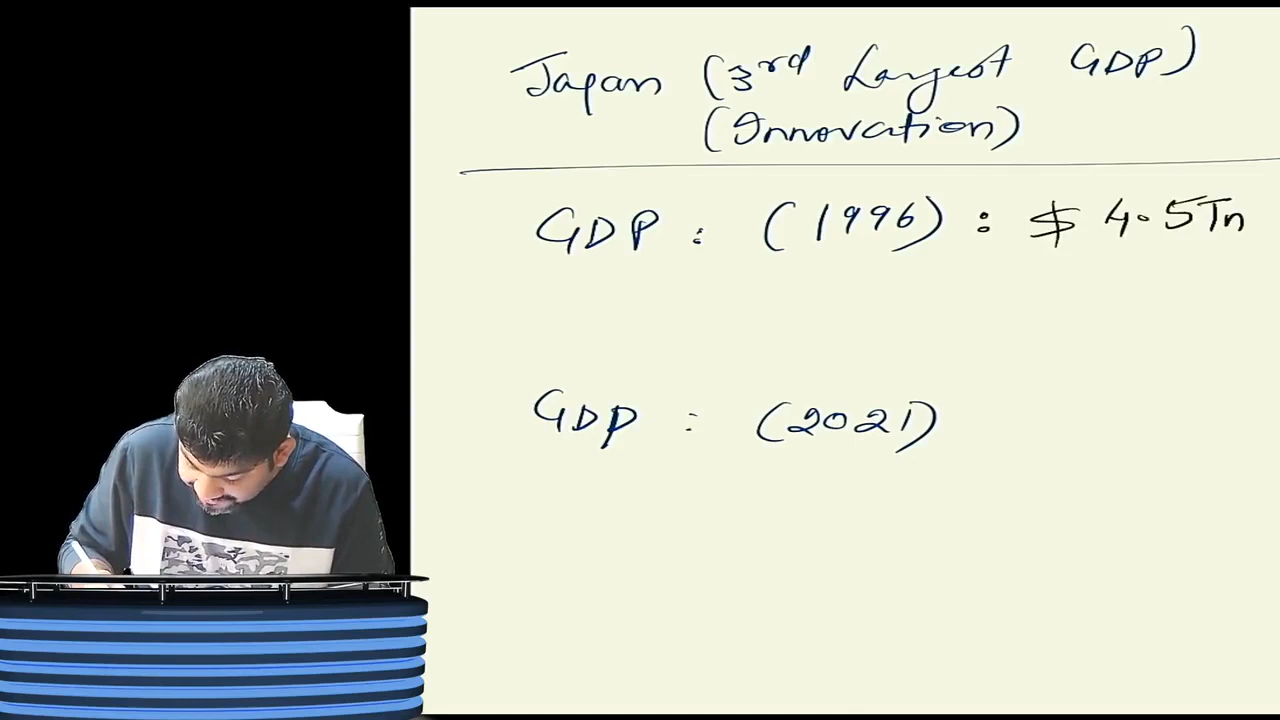 Japan (3rd Largest GDP)
(Innovation)
GDP : (1996) : $ 4.5Tn
GDP : (2021)